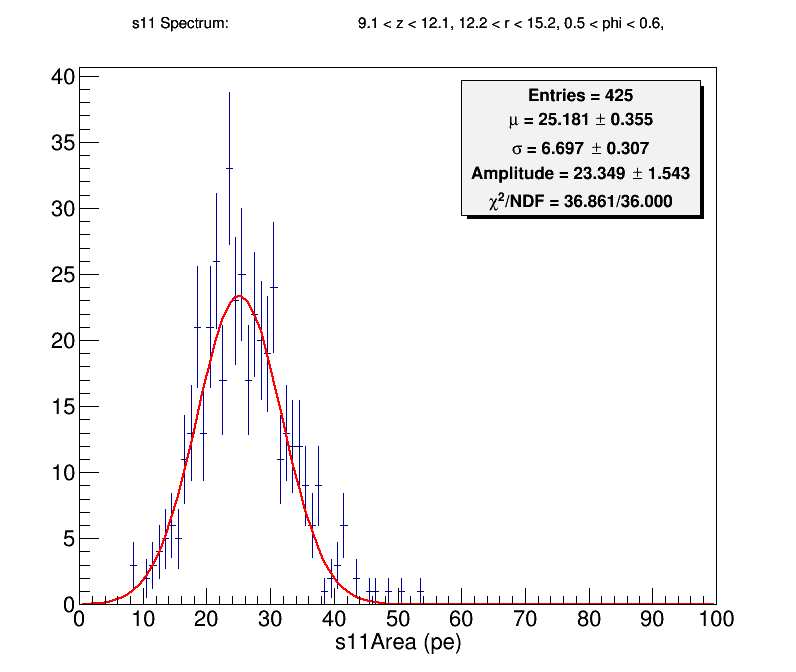 s11 Spectrum: 9.1 < z < 12.1, 12.2 < r < 15.2, 0.5 < phi < 0.6,
Entries = 425
μ = 25.181 ± 0.355
σ = 6.697 ± 0.307
Amplitude = 23.349 ± 1.543
χ²/NDF = 36.861/36.000
40
35
30
25
20
15
10
5
0
0 10 20 30 40 50 60 70 80 90 100
s11Area (pe)